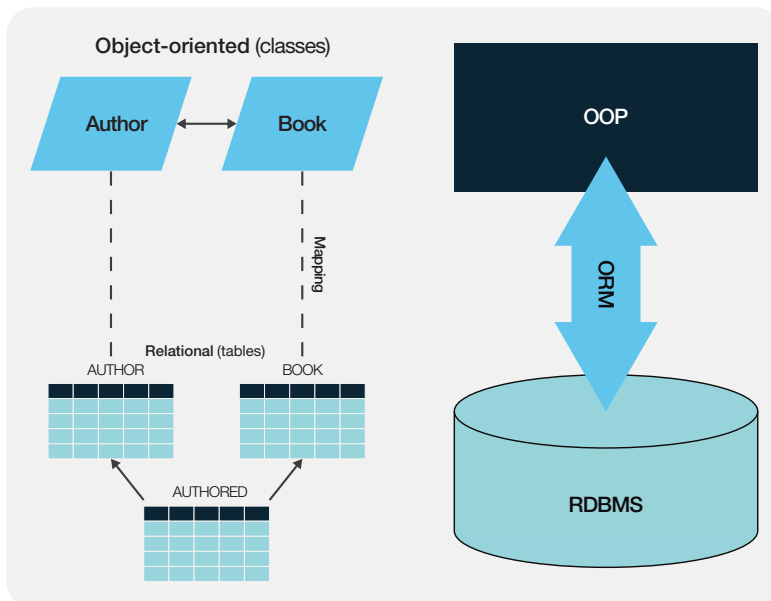 Object-oriented (classes)
Author
Book
Mapping
Relational (tables)
AUTHOR
BOOK
AUTHORED
OOP
ORM
RDBMS